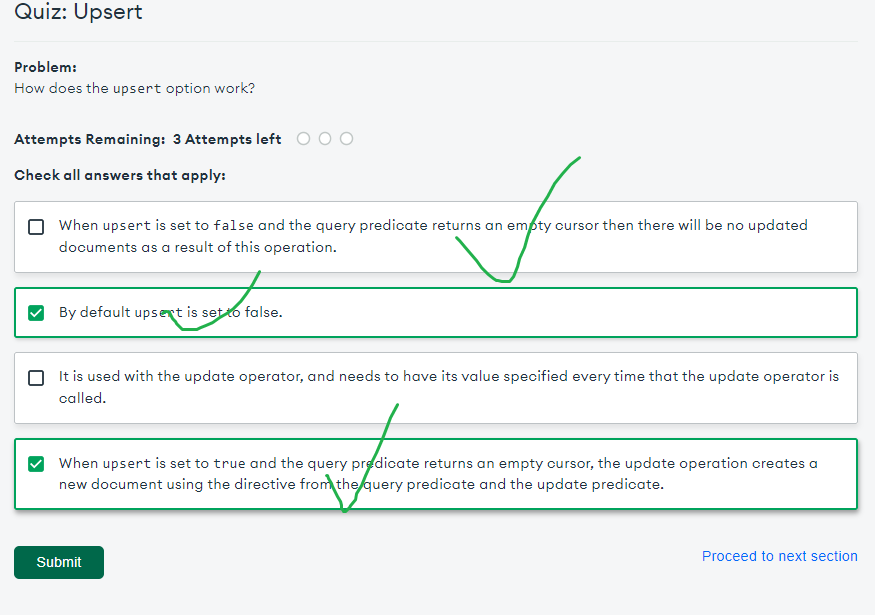 Quiz: Upsert
Problem:
How does the upsert option work?
Attempts Remaining: 3 Attempts left
Check all answers that apply:
When upsert is set to false and the query predicate returns an empty cursor then there will be no updated
documents as a result of this operation.
By default upsert is set to false.
It is used with the update operator, and needs to have its value specified every time that the update operator is
called.
When upsert is set to true and the query predicate returns an empty cursor, the update operation creates a
new document using the directive from the query predicate and the update predicate.
Submit
Proceed to next section